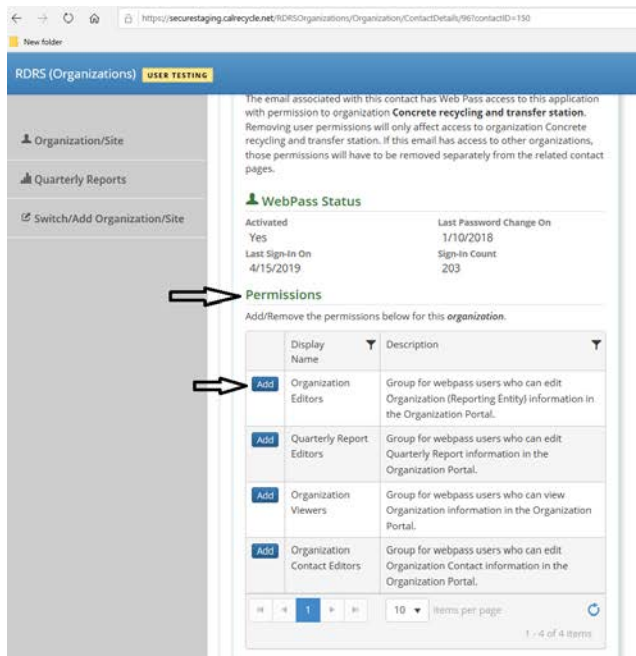 https://securestaging.calrecycle.net/RDRSOrganizations/Organization/ContactDetails/96?contactID=150
New folder
RDRS (Organizations) USER TESTING
Organization/Site
Quarterly Reports
Switch/Add Organization/Site
The email associated with this contact has Web Pass access to this application
with permission to organization Concrete recycling and transfer station.
Removing user permissions will only affect access to organization Concrete
recycling and transfer station. If this email has access to other organizations,
those permissions will have to be removed separately from the related contact
pages.
WebPass Status
Activated Last Password Change On
Yes 1/10/2018
Last Sign-In On Sign-In Count
4/15/2019 203
Permissions
Add/Remove the permissions below for this organization.
Display Description
Name
Add Organization Group for webpass users who can edit
Editors Organization (Reporting Entity) information in
the Organization Portal.
Add Quarterly Report Group for webpass users who can edit
Editors Quarterly Report information in the
Organization Portal.
Add Organization Group for webpass users who can view
Viewers Organization information in the Organization
Portal.
Add Organization Group for webpass users who can edit
Contact Editors Organization Contact information in the
Organization Portal.
1 10 items per page
1 - 4 of 4 items